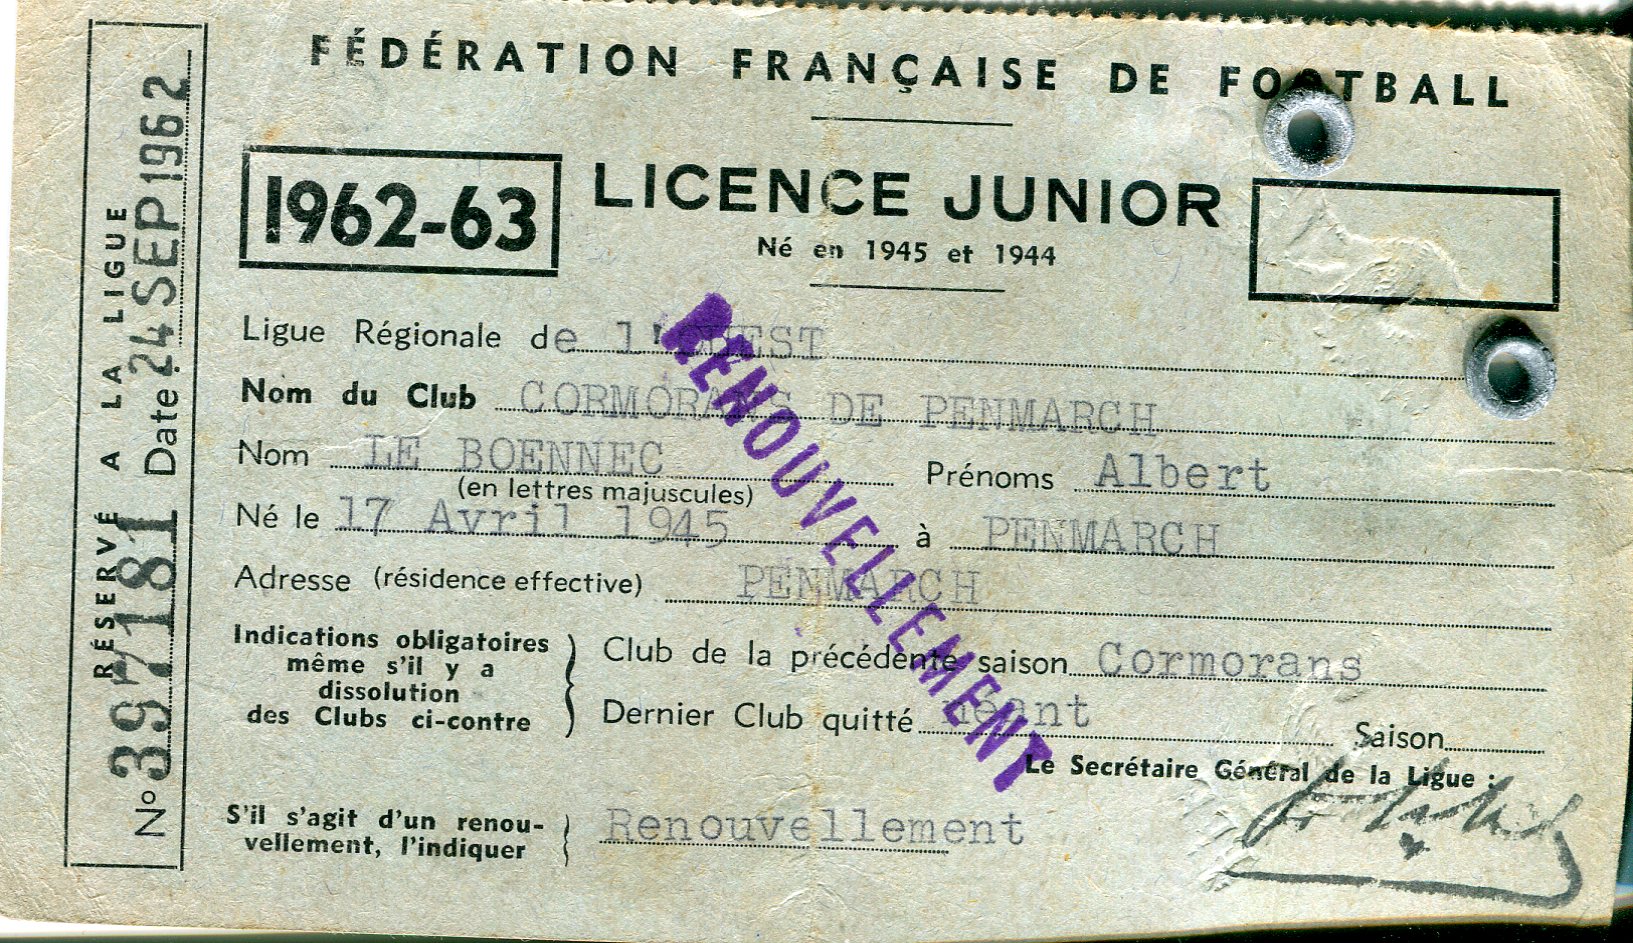 FÉDÉRATION FRANÇAISE DE FOOTBALL
1962-63
LICENCE JUNIOR
Né en 1945 et 1944
Ligue Régionale de l'OUEST
Nom du Club CORMORANS DE PENMARCH
Nom LE BOENNEC Prénoms Albert
(en lettres majuscules)
Né le 17 Avril 1945 à PENMARCH
Adresse (résidence effective) PENMARCH
Indications obligatoires
même s'il y a
dissolution
des Clubs ci-contre
Club de la précédente saison Cormorans
Dernier Club quitté Néant Saison
Le Secrétaire Général de la Ligue :
S'il s'agit d'un renou-
vellement, l'indiquer
Renouvellement
RENOUVELLEMENT
RÉSERVÉ A LA LIGUE
N° 397181 Date : 24 SEP 1962